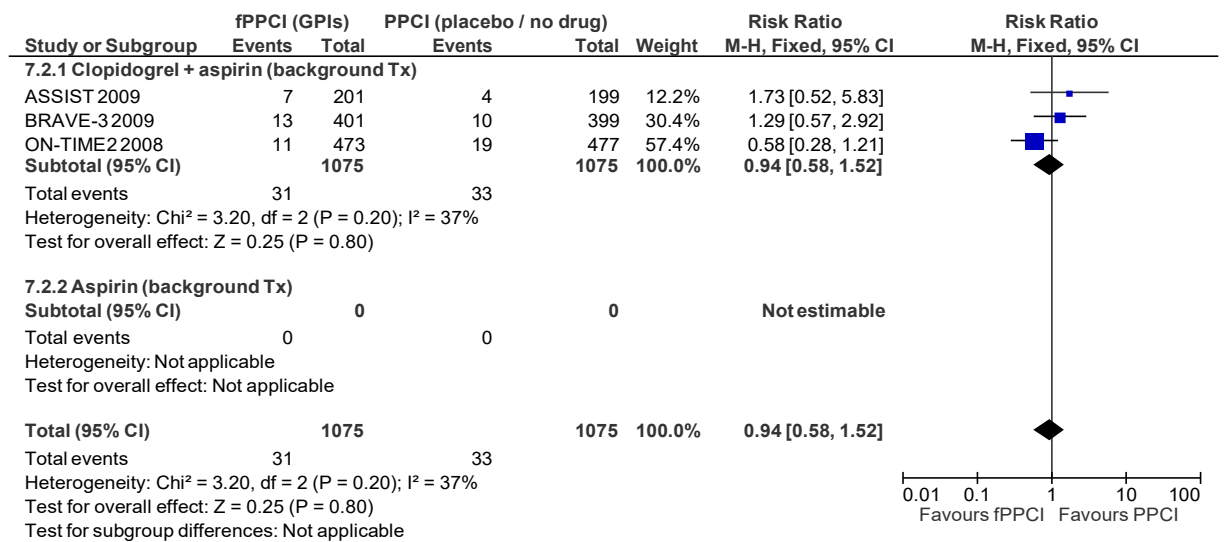 fPPCI (GPIs) PPCI (placebo / no drug) Risk Ratio Risk Ratio
Study or Subgroup Events Total Events Total Weight M-H, Fixed, 95% CI M-H, Fixed, 95% CI
7.2.1 Clopidogrel + aspirin (background Tx)
ASSIST 2009 7 201 4 199 12.2% 1.73 [0.52, 5.83]
BRAVE-3 2009 13 401 10 399 30.4% 1.29 [0.57, 2.92]
ON-TIME2 2008 11 473 19 477 57.4% 0.58 [0.28, 1.21]
Subtotal (95% CI) 1075 1075 100.0% 0.94 [0.58, 1.52]
Total events 31 33
Heterogeneity: Chi² = 3.20, df = 2 (P = 0.20); I² = 37%
Test for overall effect: Z = 0.25 (P = 0.80)
7.2.2 Aspirin (background Tx)
Subtotal (95% CI) 0 0 Not estimable
Total events 0 0
Heterogeneity: Not applicable
Test for overall effect: Not applicable
Total (95% CI) 1075 1075 100.0% 0.94 [0.58, 1.52]
Total events 31 33
Heterogeneity: Chi² = 3.20, df = 2 (P = 0.20); I² = 37%
Test for overall effect: Z = 0.25 (P = 0.80)
Test for subgroup differences: Not applicable
0.01 0.1 1 10 100
Favours fPPCI Favours PPCI